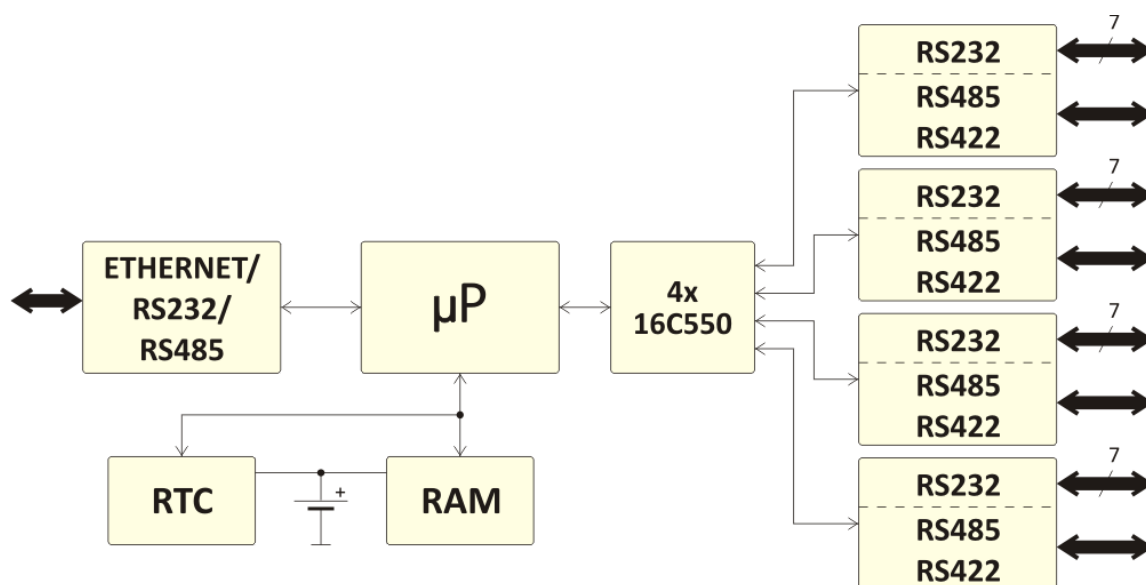 7
RS232
RS485
RS422
7
RS232
RS485
RS422
ETHERNET/
RS232/
RS485
µP
4x
16C550
7
RS232
RS485
RS422
RTC
+
RAM
7
RS232
RS485
RS422